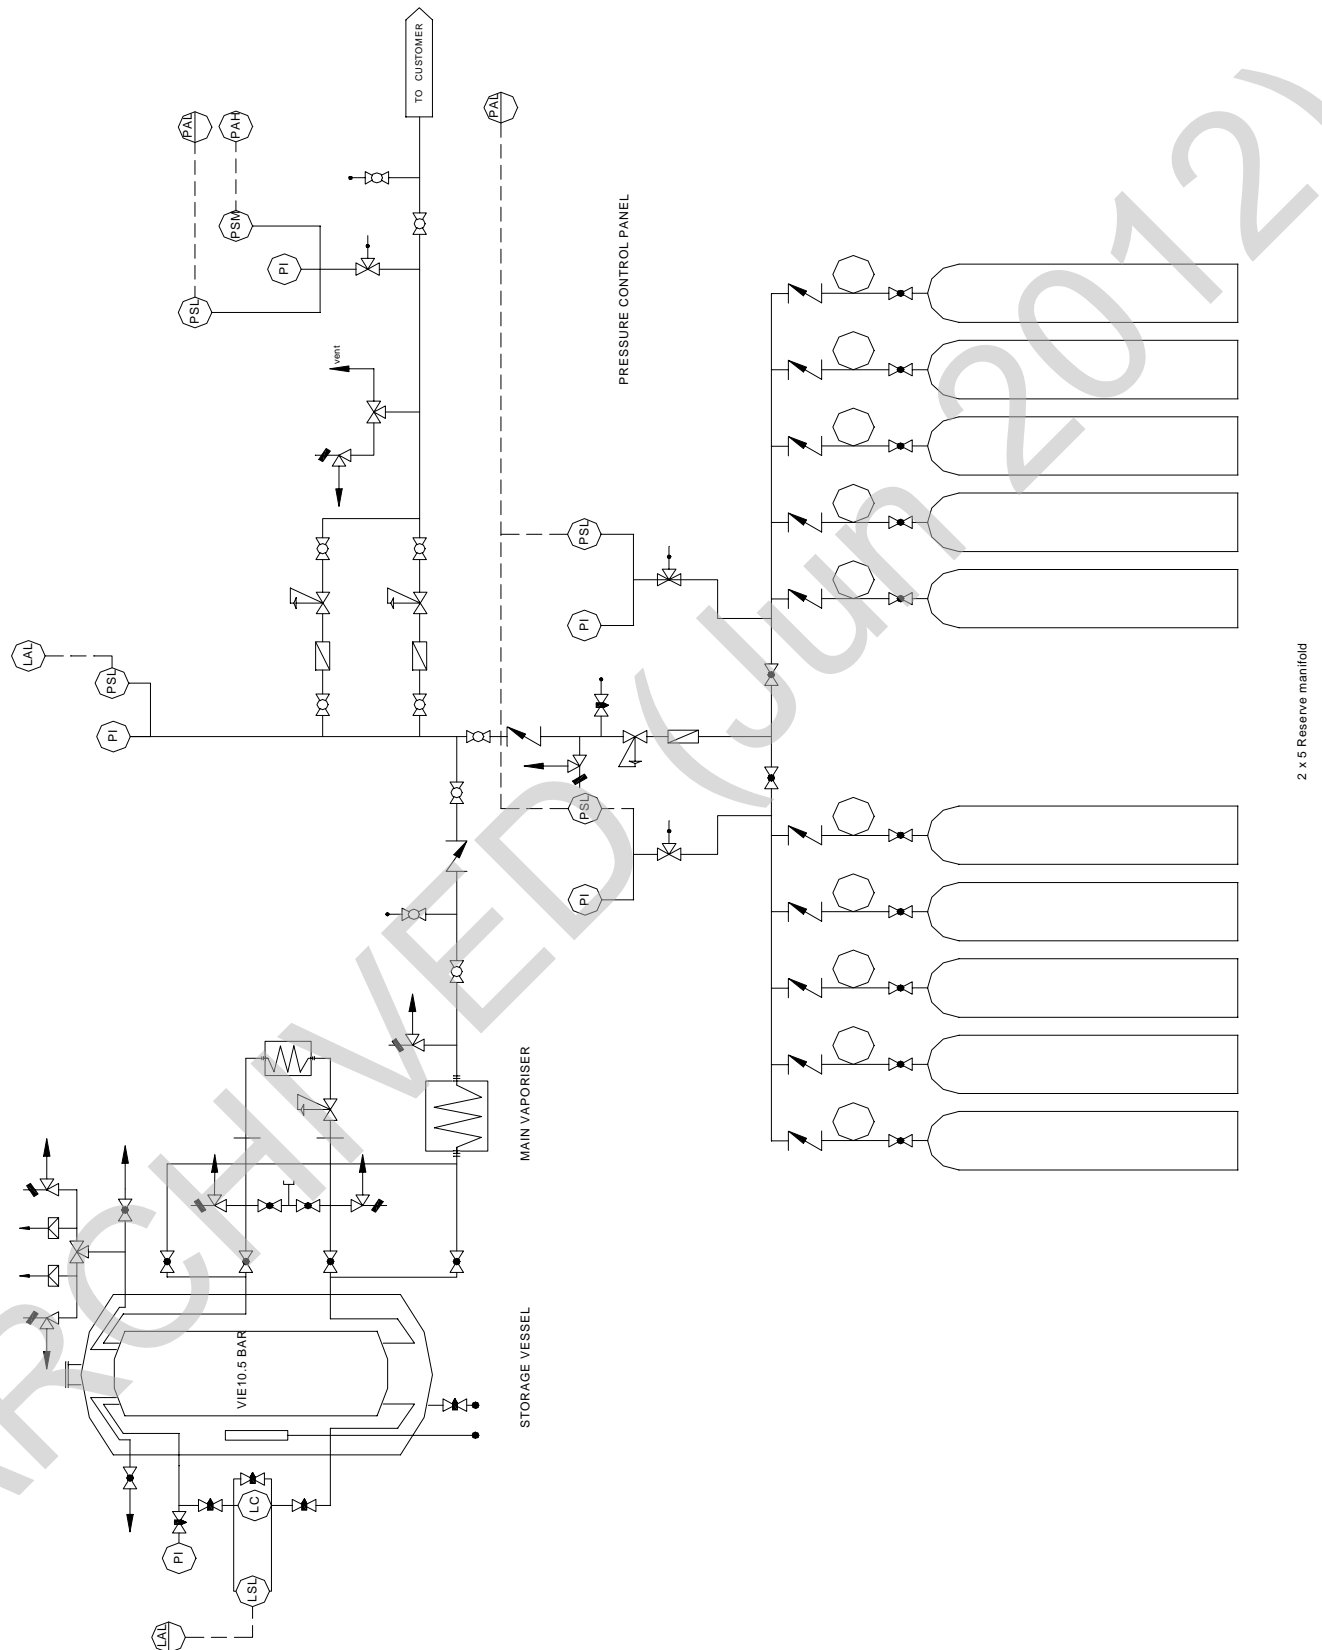 TO CUSTOMER
PAL
PAH
PAL
PSM
PI
PSL
PRESSURE CONTROL PANEL
vent
PSL
PI
LAL
PSL
PI
PSL
PI
2 x 5 Reserve manifold
MAIN VAPORISER
VIE10.5 BAR
STORAGE VESSEL
LC
PI
LSL
LAL
ARCHIVED (Jun 2012)